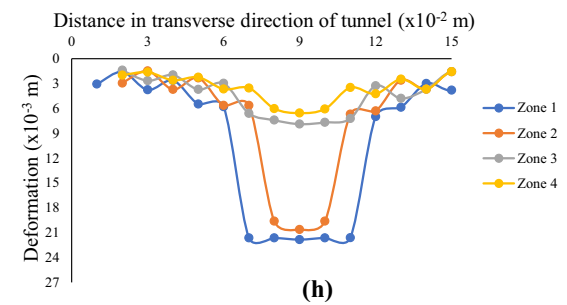 Distance in transverse direction of tunnel (x10-2 m)
0 3 6 9 12 15
Deformation (x10-3 m)
0
3
6
9
12
15
18
21
27
24
Zone 1
Zone 2
Zone 3
Zone 4
(h)